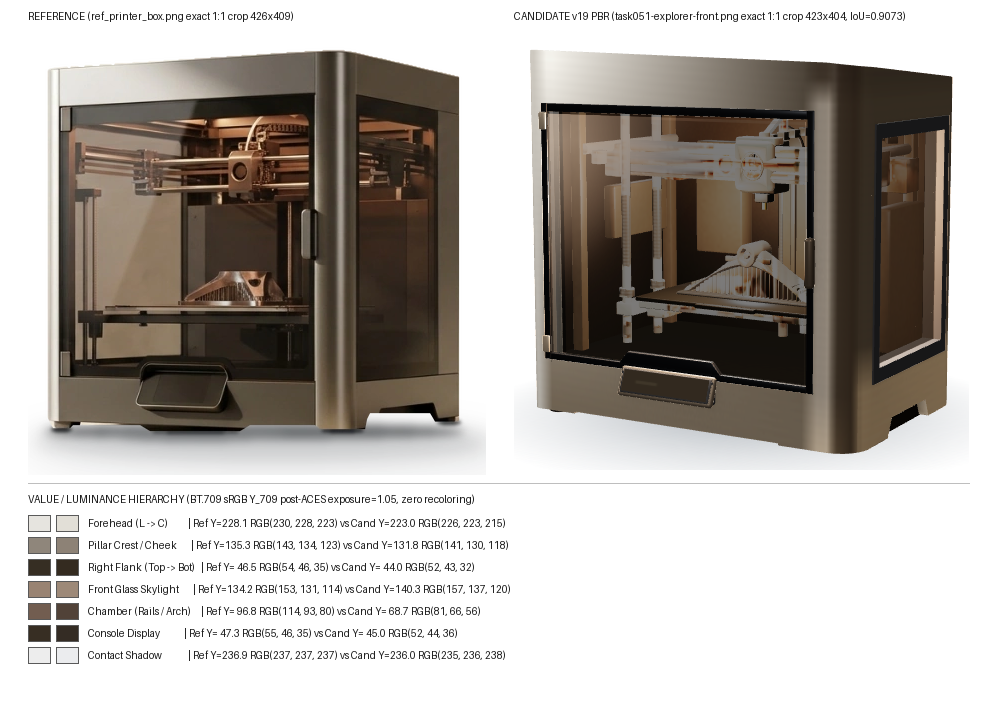 REFERENCE (ref_printer_box.png exact 1:1 crop 426x409)
CANDIDATE v19 PBR (task051-explorer-front.png exact 1:1 crop 423x404, IoU=0.9073)
VALUE / LUMINANCE HIERARCHY (BT.709 sRGB Y_709 post-ACES exposure=1.05, zero recoloring)
Forehead (L -> C) | Ref Y=228.1 RGB(230, 228, 223) vs Cand Y=223.0 RGB(226, 223, 215)
Pillar Crest / Cheek | Ref Y=135.3 RGB(143, 134, 123) vs Cand Y=131.8 RGB(141, 130, 118)
Right Flank (Top -> Bot) | Ref Y= 46.5 RGB(54, 46, 35) vs Cand Y= 44.0 RGB(52, 43, 32)
Front Glass Skylight | Ref Y=134.2 RGB(153, 131, 114) vs Cand Y=140.3 RGB(157, 137, 120)
Chamber (Rails / Arch) | Ref Y= 96.8 RGB(114, 93, 80) vs Cand Y= 68.7 RGB(81, 66, 56)
Console Display | Ref Y= 47.3 RGB(55, 46, 35) vs Cand Y= 45.0 RGB(52, 44, 36)
Contact Shadow | Ref Y=236.9 RGB(237, 237, 237) vs Cand Y=236.0 RGB(235, 236, 238)